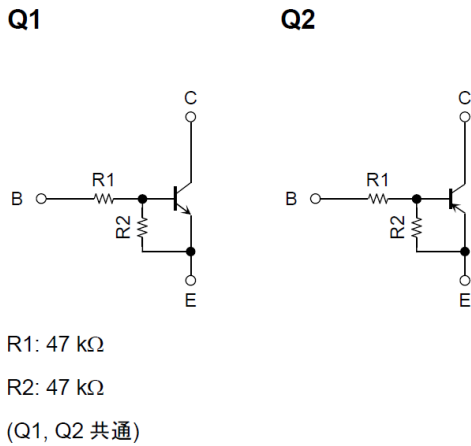 Q1
Q2
C
C
R1
R1
B
B
R2
R2
E
E
R1: 47 kΩ
R2: 47 kΩ
(Q1, Q2 共通)